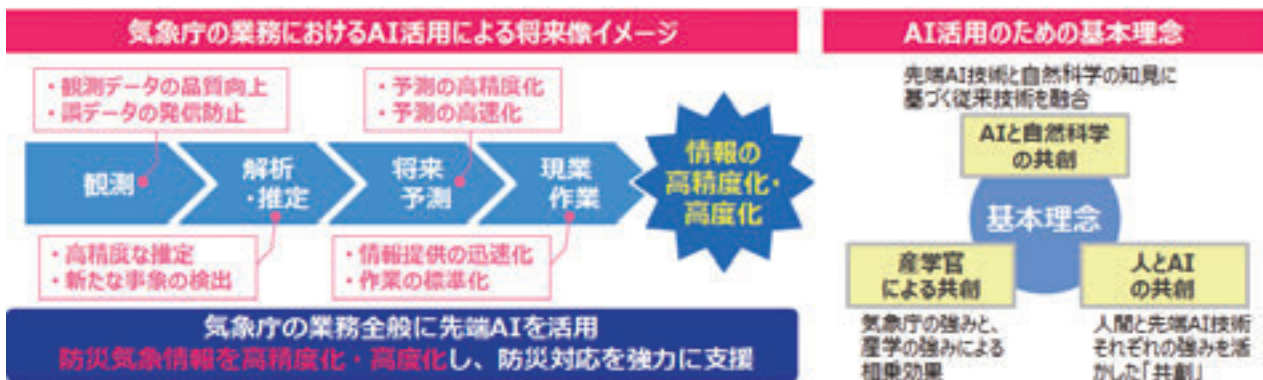 気象庁の業務におけるAI活用による将来像イメージ
・観測データの品質向上
・誤データの発信防止
・予測の高精度化
・予測の高速化
観測
解析
・推定
将来
予測
現業
作業
情報の
高精度化・
高度化
・高精度な推定
・新たな事象の検出
・情報提供の迅速化
・作業の標準化
気象庁の業務全般に先端AIを活用
防災気象情報を高精度化・高度化し、防災対応を強力に支援
AI活用のための基本理念
先端AI技術と自然科学の知見に
基づく従来技術を融合
AIと自然科学
の共創
基本理念
産学官
による共創
気象庁の強みと、
産学の強みによる
相乗効果
人とAI
の共創
人間と先端AI技術
それぞれの強みを活
かした「共創」